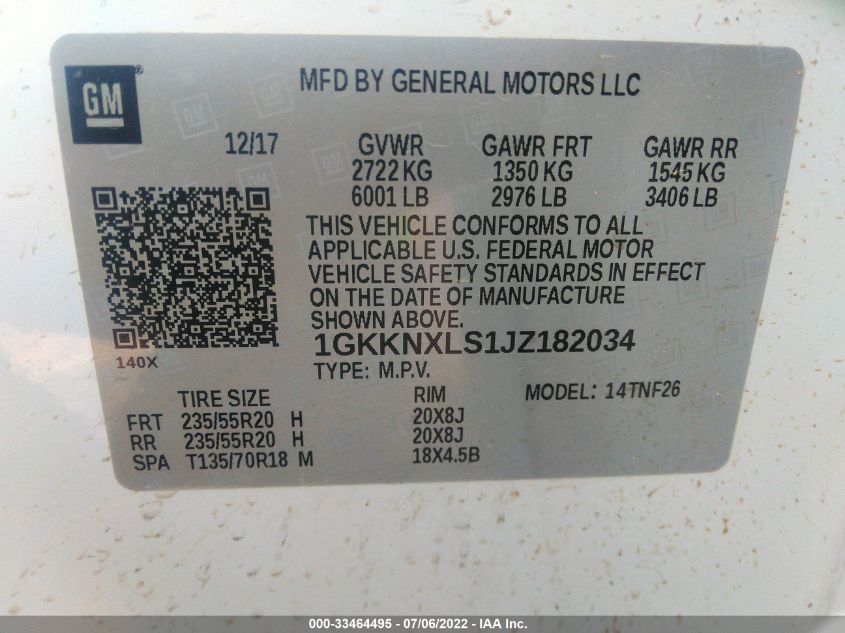 GM
MFD BY GENERAL MOTORS LLC
12/17 GVWR GAWR FRT GAWR RR
2722 KG 1350 KG 1545 KG
6001 LB 2976 LB 3406 LB
THIS VEHICLE CONFORMS TO ALL
APPLICABLE U.S. FEDERAL MOTOR
VEHICLE SAFETY STANDARDS IN EFFECT
ON THE DATE OF MANUFACTURE
SHOWN ABOVE.
1GKKNXLS1JZ182034
140X
TYPE: M.P.V.
TIRE SIZE RIM MODEL: 14TNF26
FRT 235/55R20 H 20X8J
RR 235/55R20 H 20X8J
SPA T135/70R18 M 18X4.5B
000-33464495 - 07/06/2022 - IAA Inc.